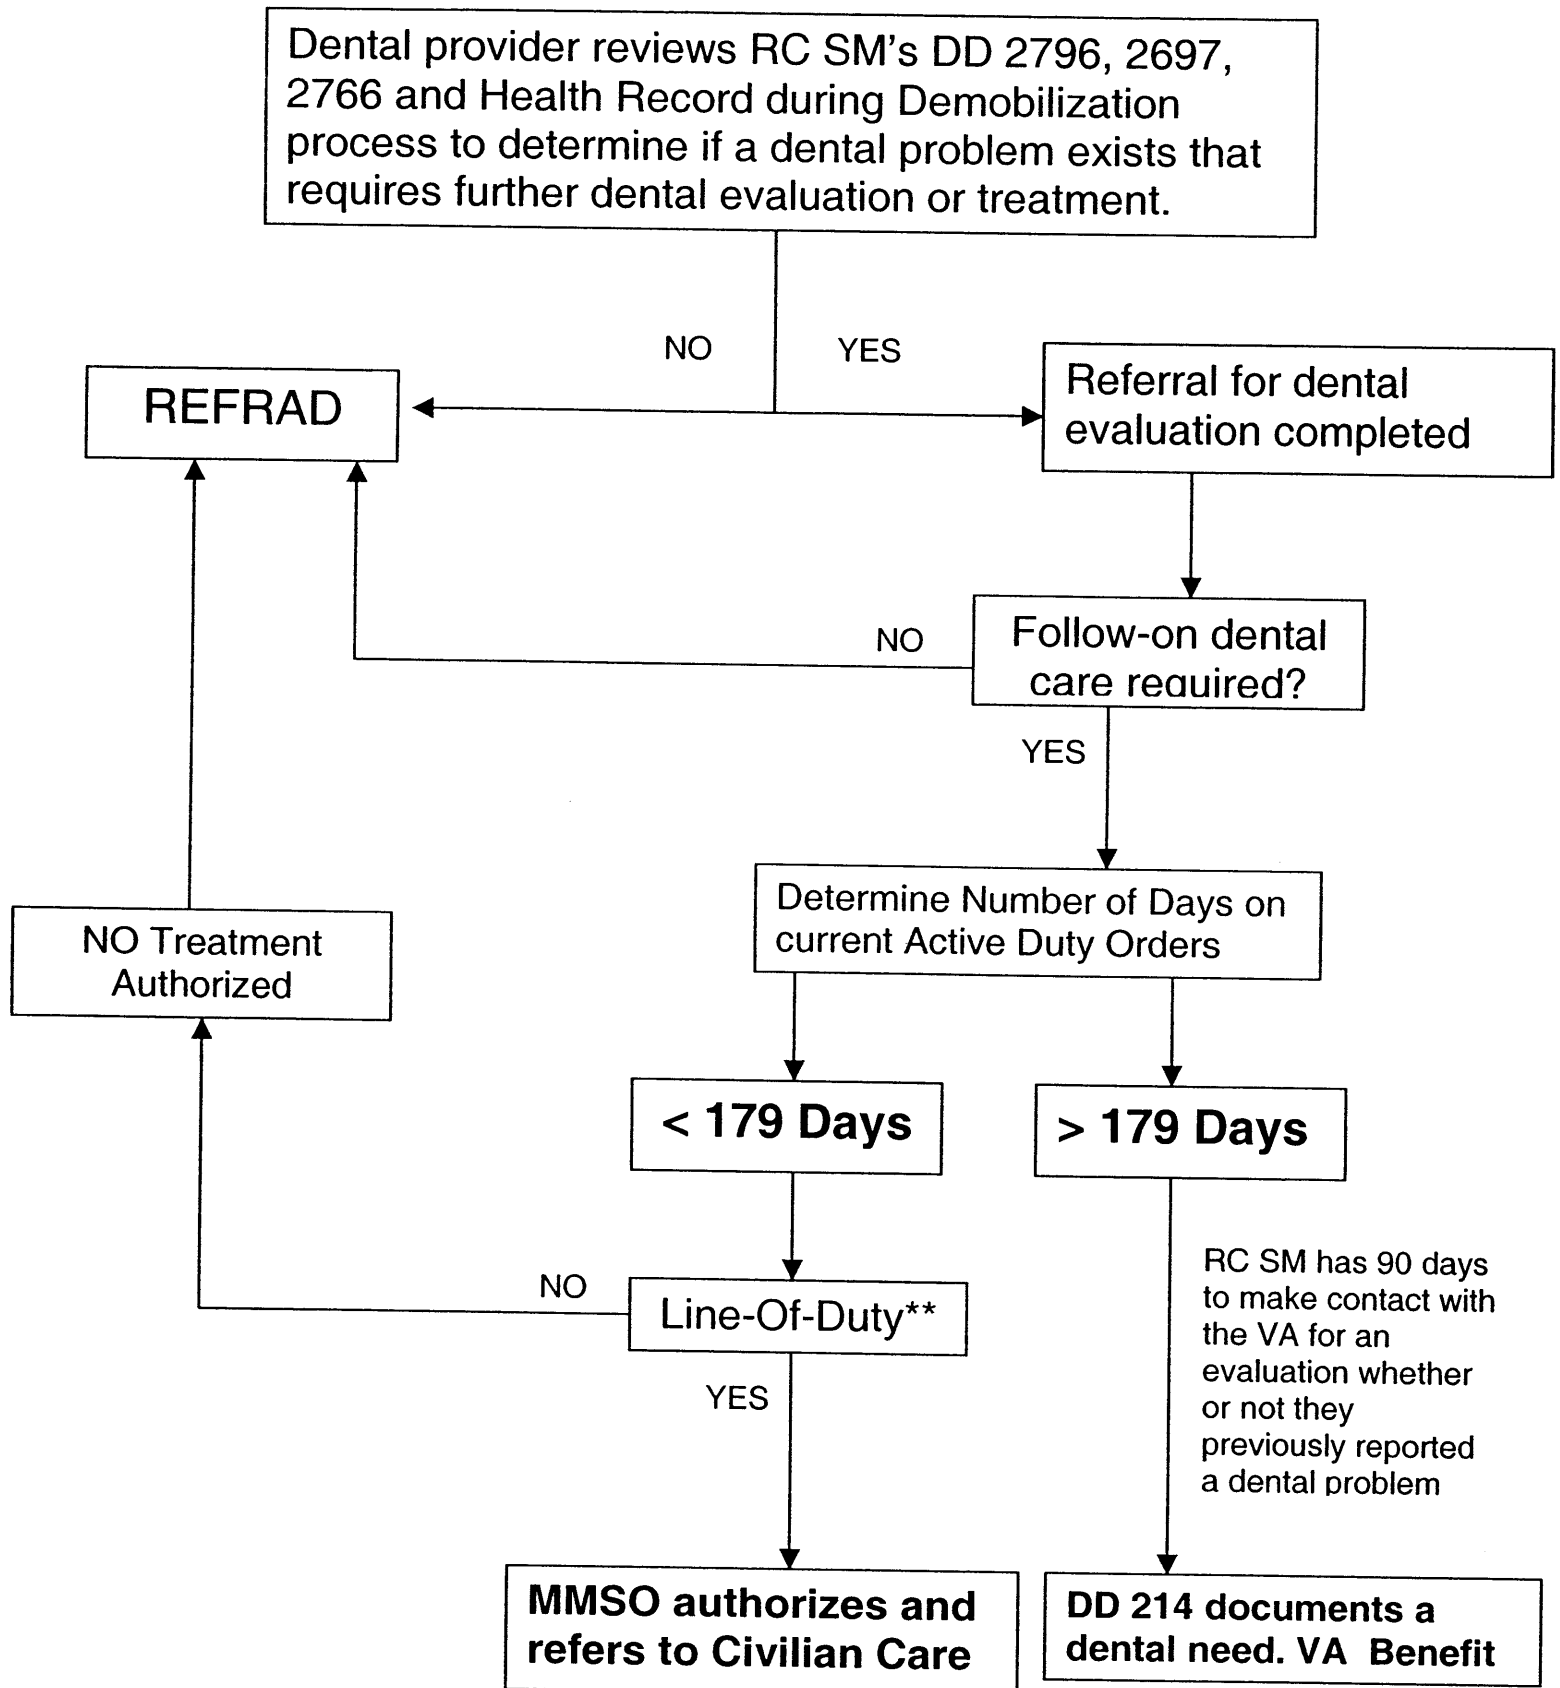 Dental provider reviews RC SM's DD 2796, 2697,
2766 and Health Record during Demobilization
process to determine if a dental problem exists that
requires further dental evaluation or treatment.
NO
YES
REFRAD
Referral for dental
evaluation completed
NO
Follow-on dental
care required?
YES
Determine Number of Days on
current Active Duty Orders
NO Treatment
Authorized
< 179 Days
> 179 Days
RC SM has 90 days
to make contact with
the VA for an
evaluation whether
or not they
previously reported
a dental problem
NO
Line-Of-Duty**
YES
MMSO authorizes and
refers to Civilian Care
DD 214 documents a
dental need. VA Benefit